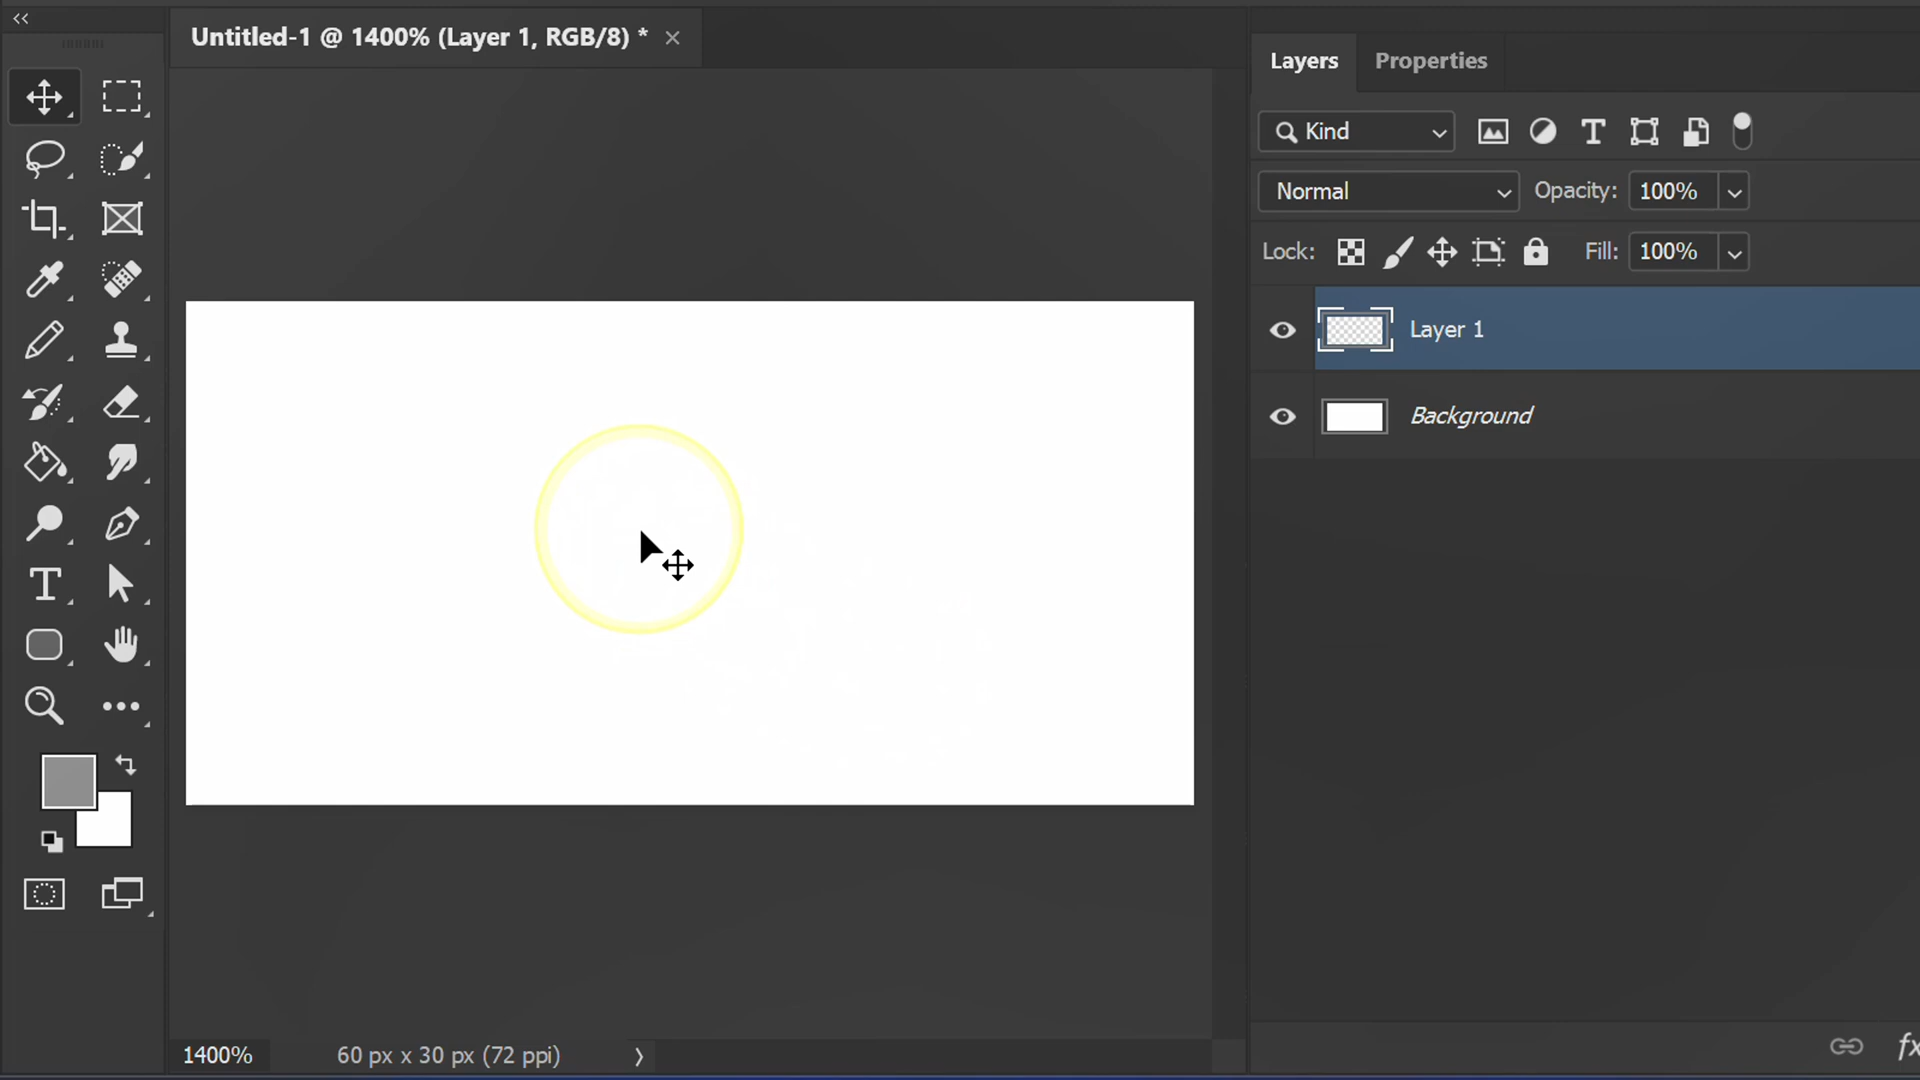 Untitled-1 @ 1400% (Layer 1, RGB/8) *
Layers
Properties
Kind
Normal
Opacity: 100%
Lock:
Fill: 100%
Layer 1
Background
1400%
60 px x 30 px (72 ppi)
fx